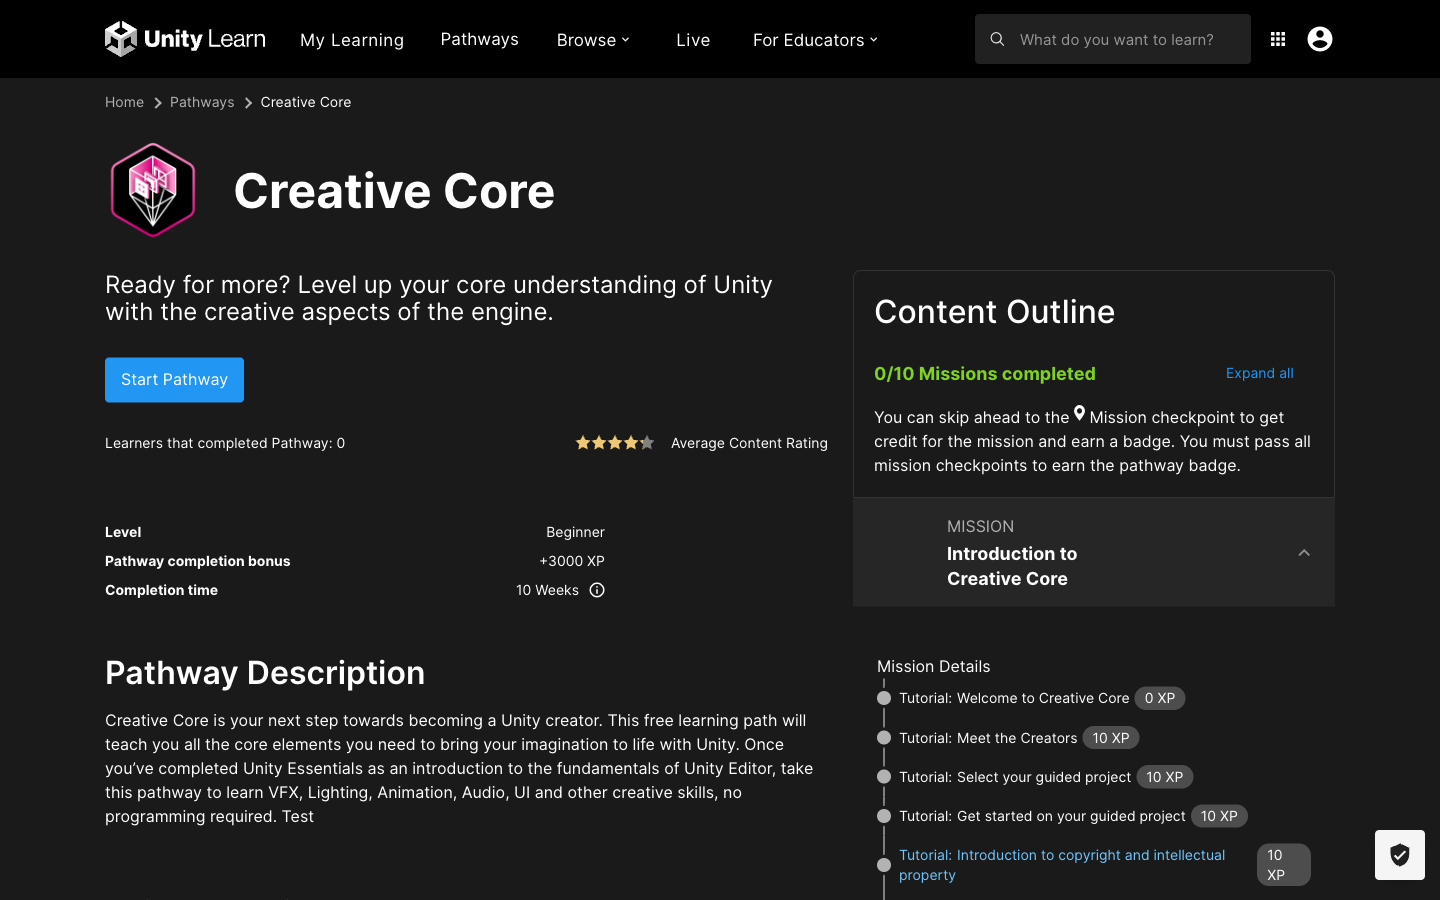 Unity Learn
My Learning
Pathways
Browse
Live
For Educators
What do you want to learn?
Home
Pathways
Creative Core
Creative Core
Ready for more? Level up your core understanding of Unity
with the creative aspects of the engine.
Start Pathway
Learners that completed Pathway: 0
Average Content Rating
Level
Beginner
Pathway completion bonus
+3000 XP
Completion time
10 Weeks
Pathway Description
Creative Core is your next step towards becoming a Unity creator. This free learning path will
teach you all the core elements you need to bring your imagination to life with Unity. Once
you’ve completed Unity Essentials as an introduction to the fundamentals of Unity Editor, take
this pathway to learn VFX, Lighting, Animation, Audio, UI and other creative skills, no
programming required. Test
Content Outline
0/10 Missions completed
Expand all
You can skip ahead to the Mission checkpoint to get
credit for the mission and earn a badge. You must pass all
mission checkpoints to earn the pathway badge.
MISSION
Introduction to
Creative Core
Mission Details
Tutorial: Welcome to Creative Core 0 XP
Tutorial: Meet the Creators 10 XP
Tutorial: Select your guided project 10 XP
Tutorial: Get started on your guided project 10 XP
Tutorial: Introduction to copyright and intellectual
property
10
XP